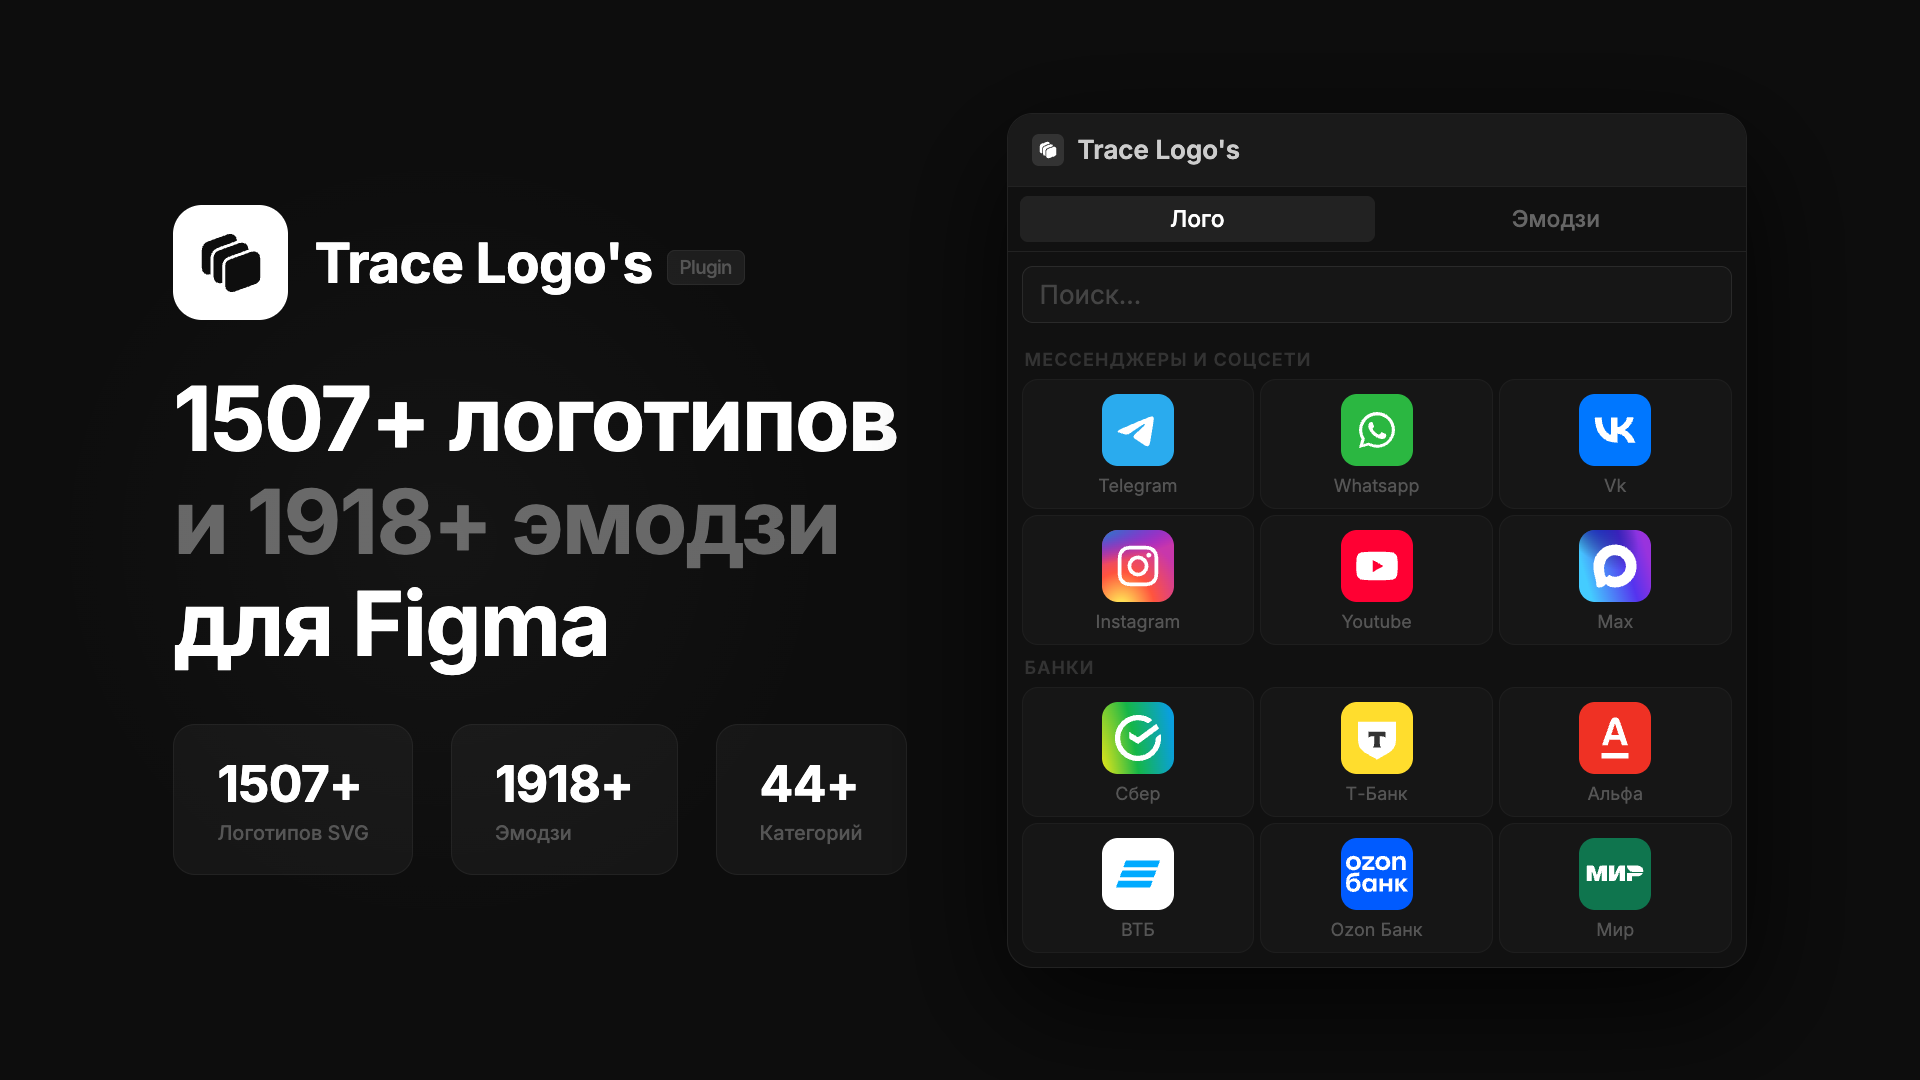 Trace Logo's
Plugin
1507+ логотипов
и 1918+ эмодзи
для Figma
1507+
Логотипов SVG
1918+
Эмодзи
44+
Категорий
Trace Logo's
Лого
Эмодзи
Поиск...
МЕССЕНДЖЕРЫ И СОЦСЕТИ
Telegram
Whatsapp
VK
Vk
Instagram
Youtube
Max
БАНКИ
Сбер
Т
Т-Банк
А
Альфа
ВТБ
ozon
банк
Ozon Банк
МИР
Мир